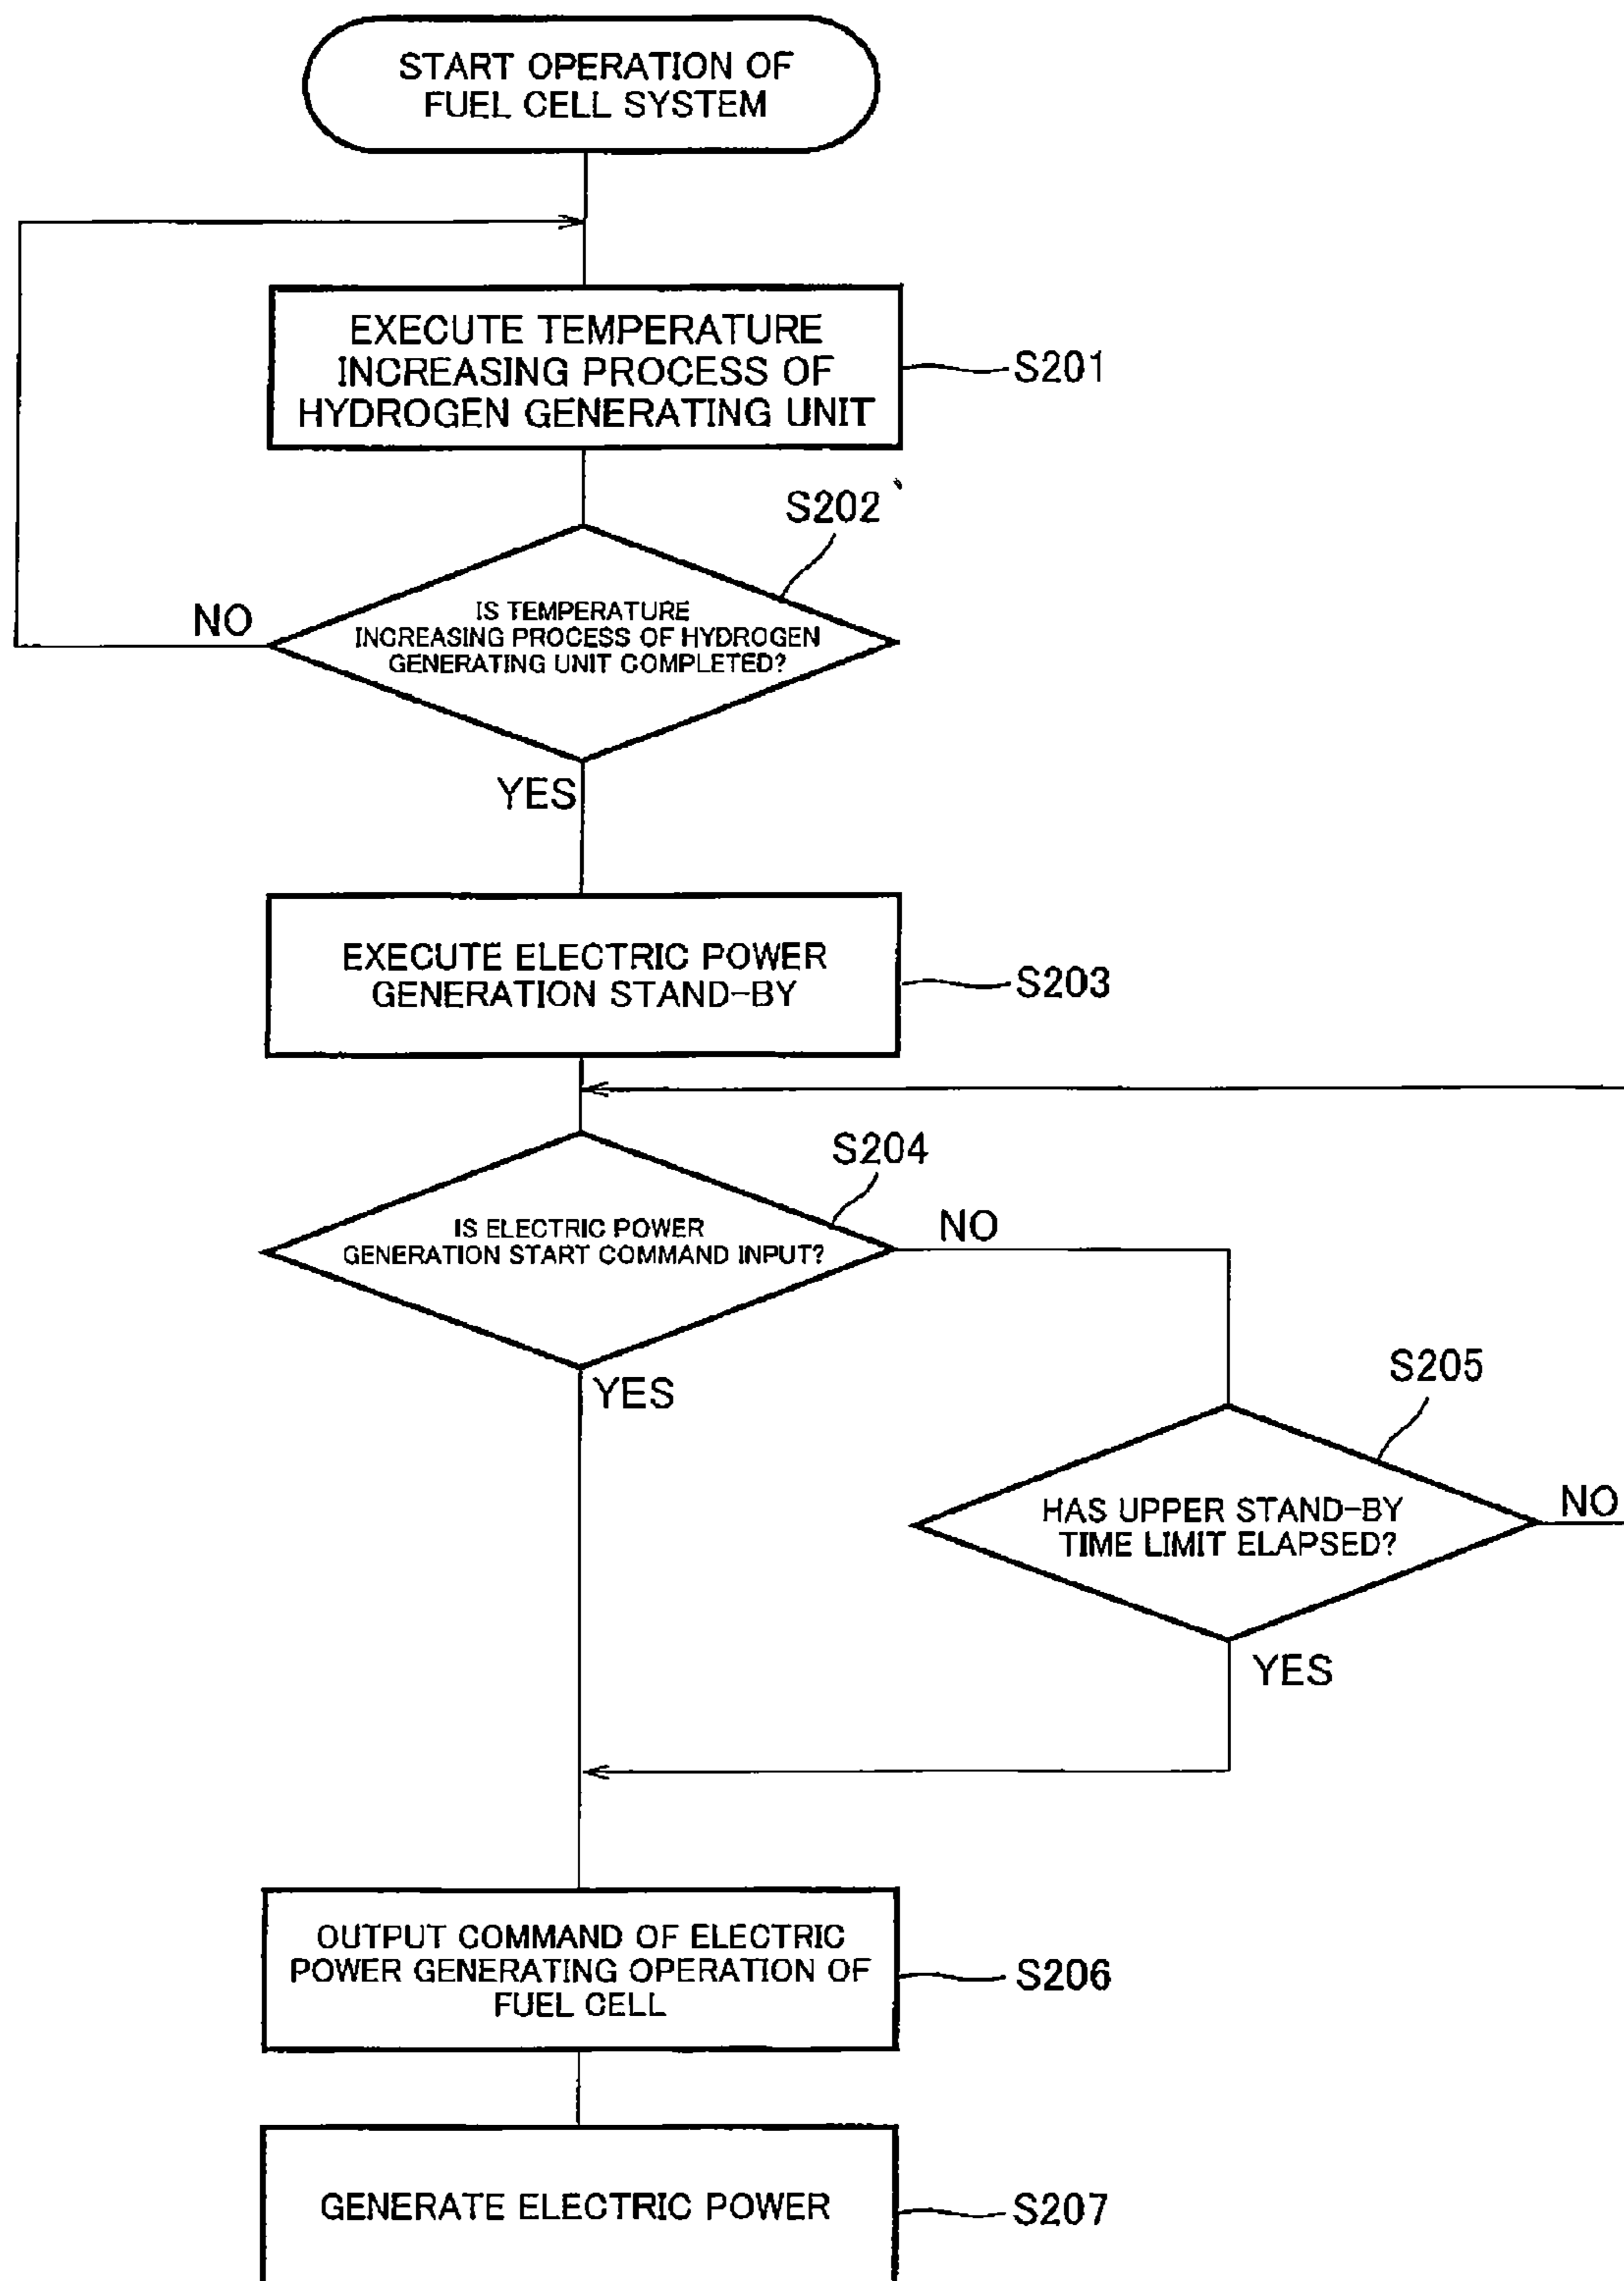 START OPERATION OF
FUEL CELL SYSTEM
EXECUTE TEMPERATURE
INCREASING PROCESS OF
HYDROGEN GENERATING UNIT
S201
S202
IS TEMPERATURE
INCREASING PROCESS OF HYDROGEN
GENERATING UNIT COMPLETED?
NO
YES
EXECUTE ELECTRIC POWER
GENERATION STAND-BY
S203
S204
IS ELECTRIC POWER
GENERATION START COMMAND INPUT?
NO
YES
S205
HAS UPPER STAND-BY
TIME LIMIT ELAPSED?
NO
YES
OUTPUT COMMAND OF ELECTRIC
POWER GENERATING OPERATION OF
FUEL CELL
S206
GENERATE ELECTRIC POWER
S207